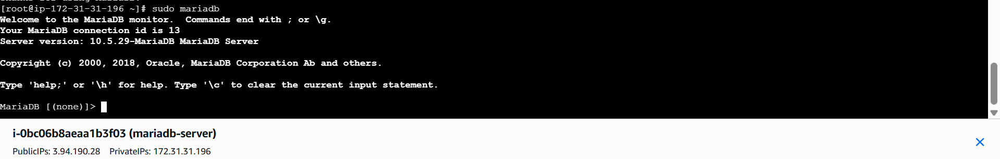 [root@ip-172-31-31-196 ~]# sudo mariadb
Welcome to the MariaDB monitor.  Commands end with ; or \g.
Your MariaDB connection id is 13
Server version: 10.5.29-MariaDB MariaDB Server
Copyright (c) 2000, 2018, Oracle, MariaDB Corporation Ab and others.
Type 'help;' or '\h' for help. Type '\c' to clear the current input statement.
MariaDB [(none)]>
i-0bc06b8aeaa1b3f03 (mariadb-server)
PublicIPs: 3.94.190.28    PrivateIPs: 172.31.31.196